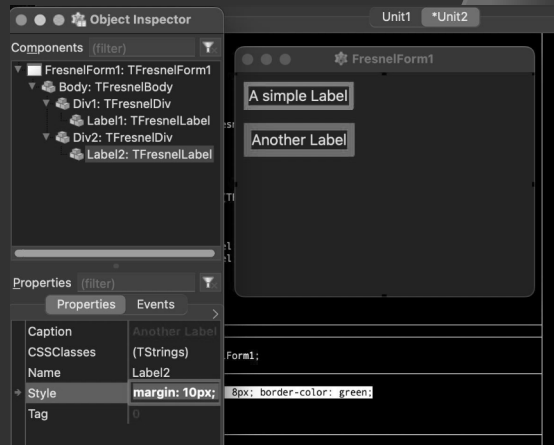 Object Inspector
Unit1
*Unit2
Components
(filter)
FresnelForm1: TFresnelForm1
Body: TFresnelBody
Div1: TFresnelDiv
Label1: TFresnelLabel
Div2: TFresnelDiv
Label2: TFresnelLabel
FresnelForm1
A simple Label
Another Label
Properties
(filter)
Properties
Events
Caption
Another Label
CSSClasses
(TStrings)
Form1;
Name
Label2
Style
margin: 10px;
8px; border-color: green;
Tag
0